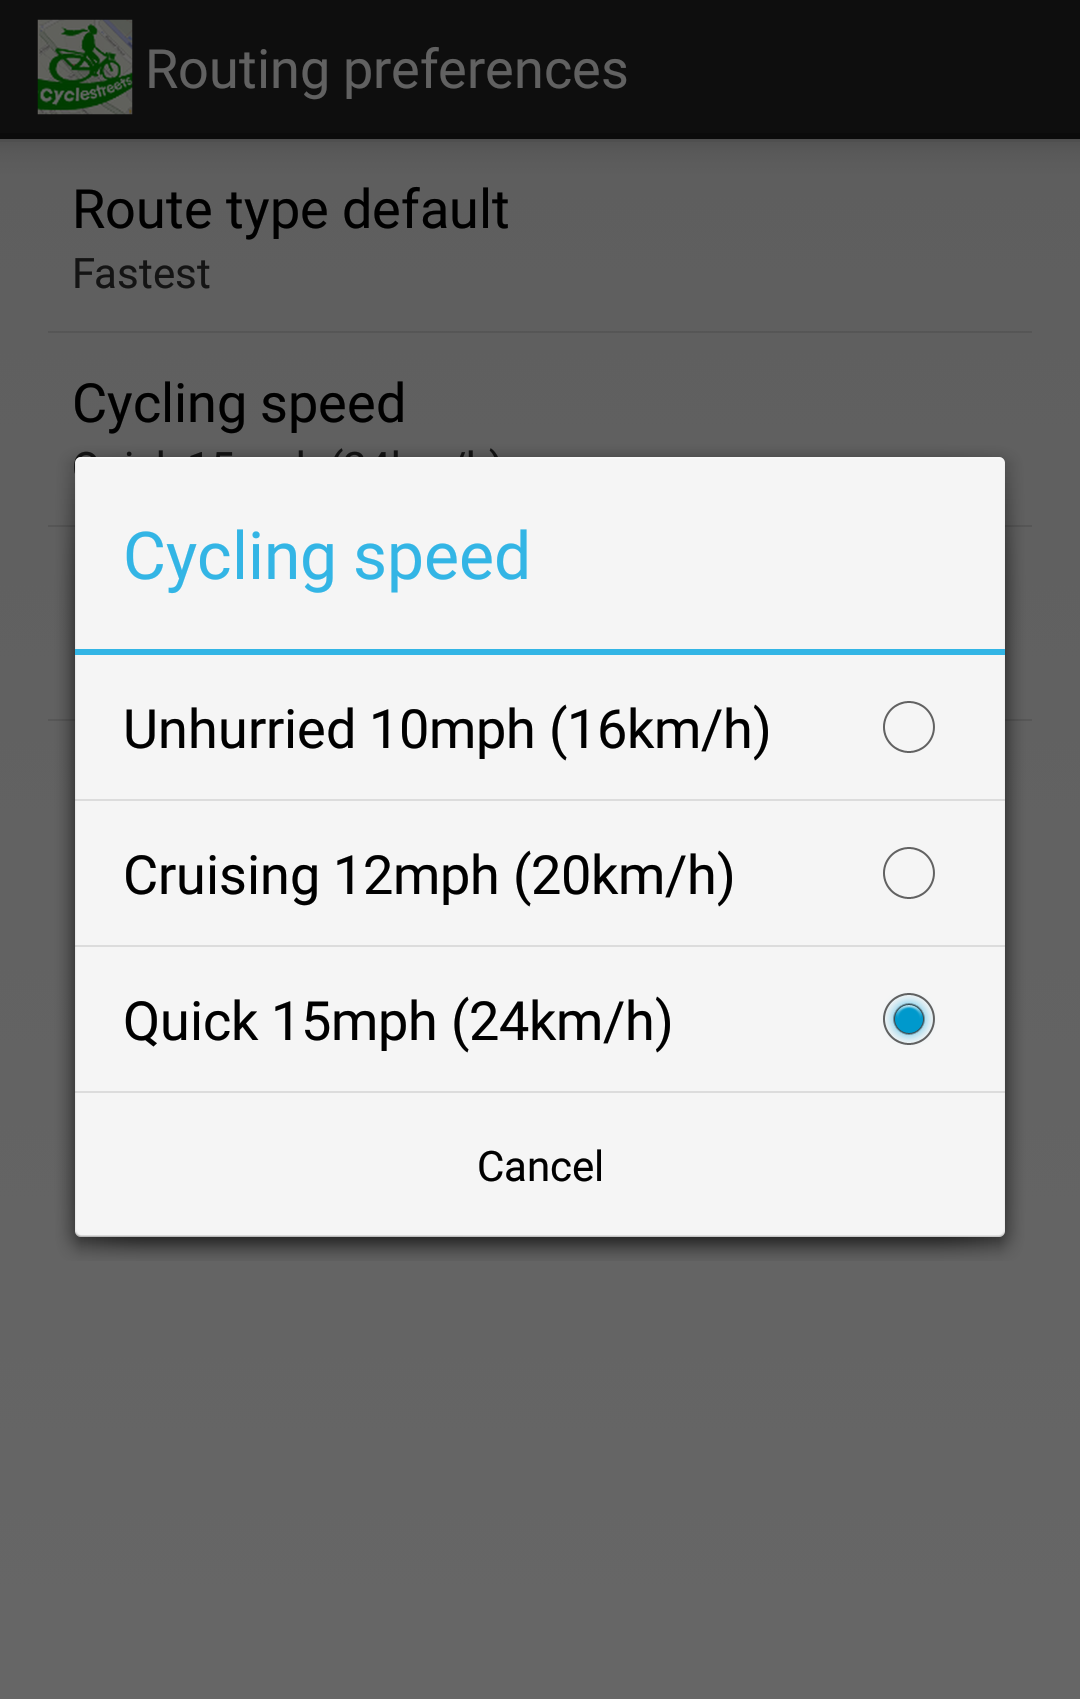 Cyclestreets
Routing preferences
Route type default
Fastest
Cycling speed
Cycling speed
Unhurried 10mph (16km/h)
Cruising 12mph (20km/h)
Quick 15mph (24km/h)
Cancel